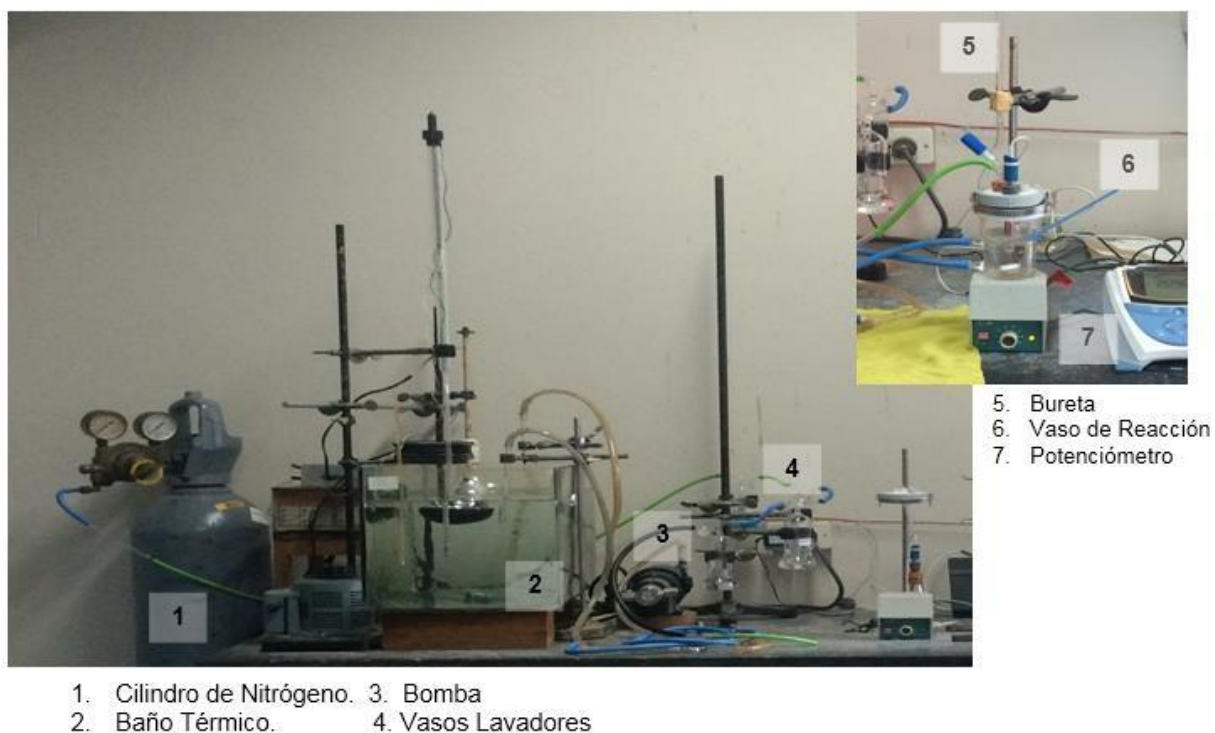 5
6
7
4
3
2
1
5. Bureta
6. Vaso de Reacción
7. Potenciómetro
1. Cilindro de Nitrógeno. 3. Bomba
2. Baño Térmico. 4. Vasos Lavadores